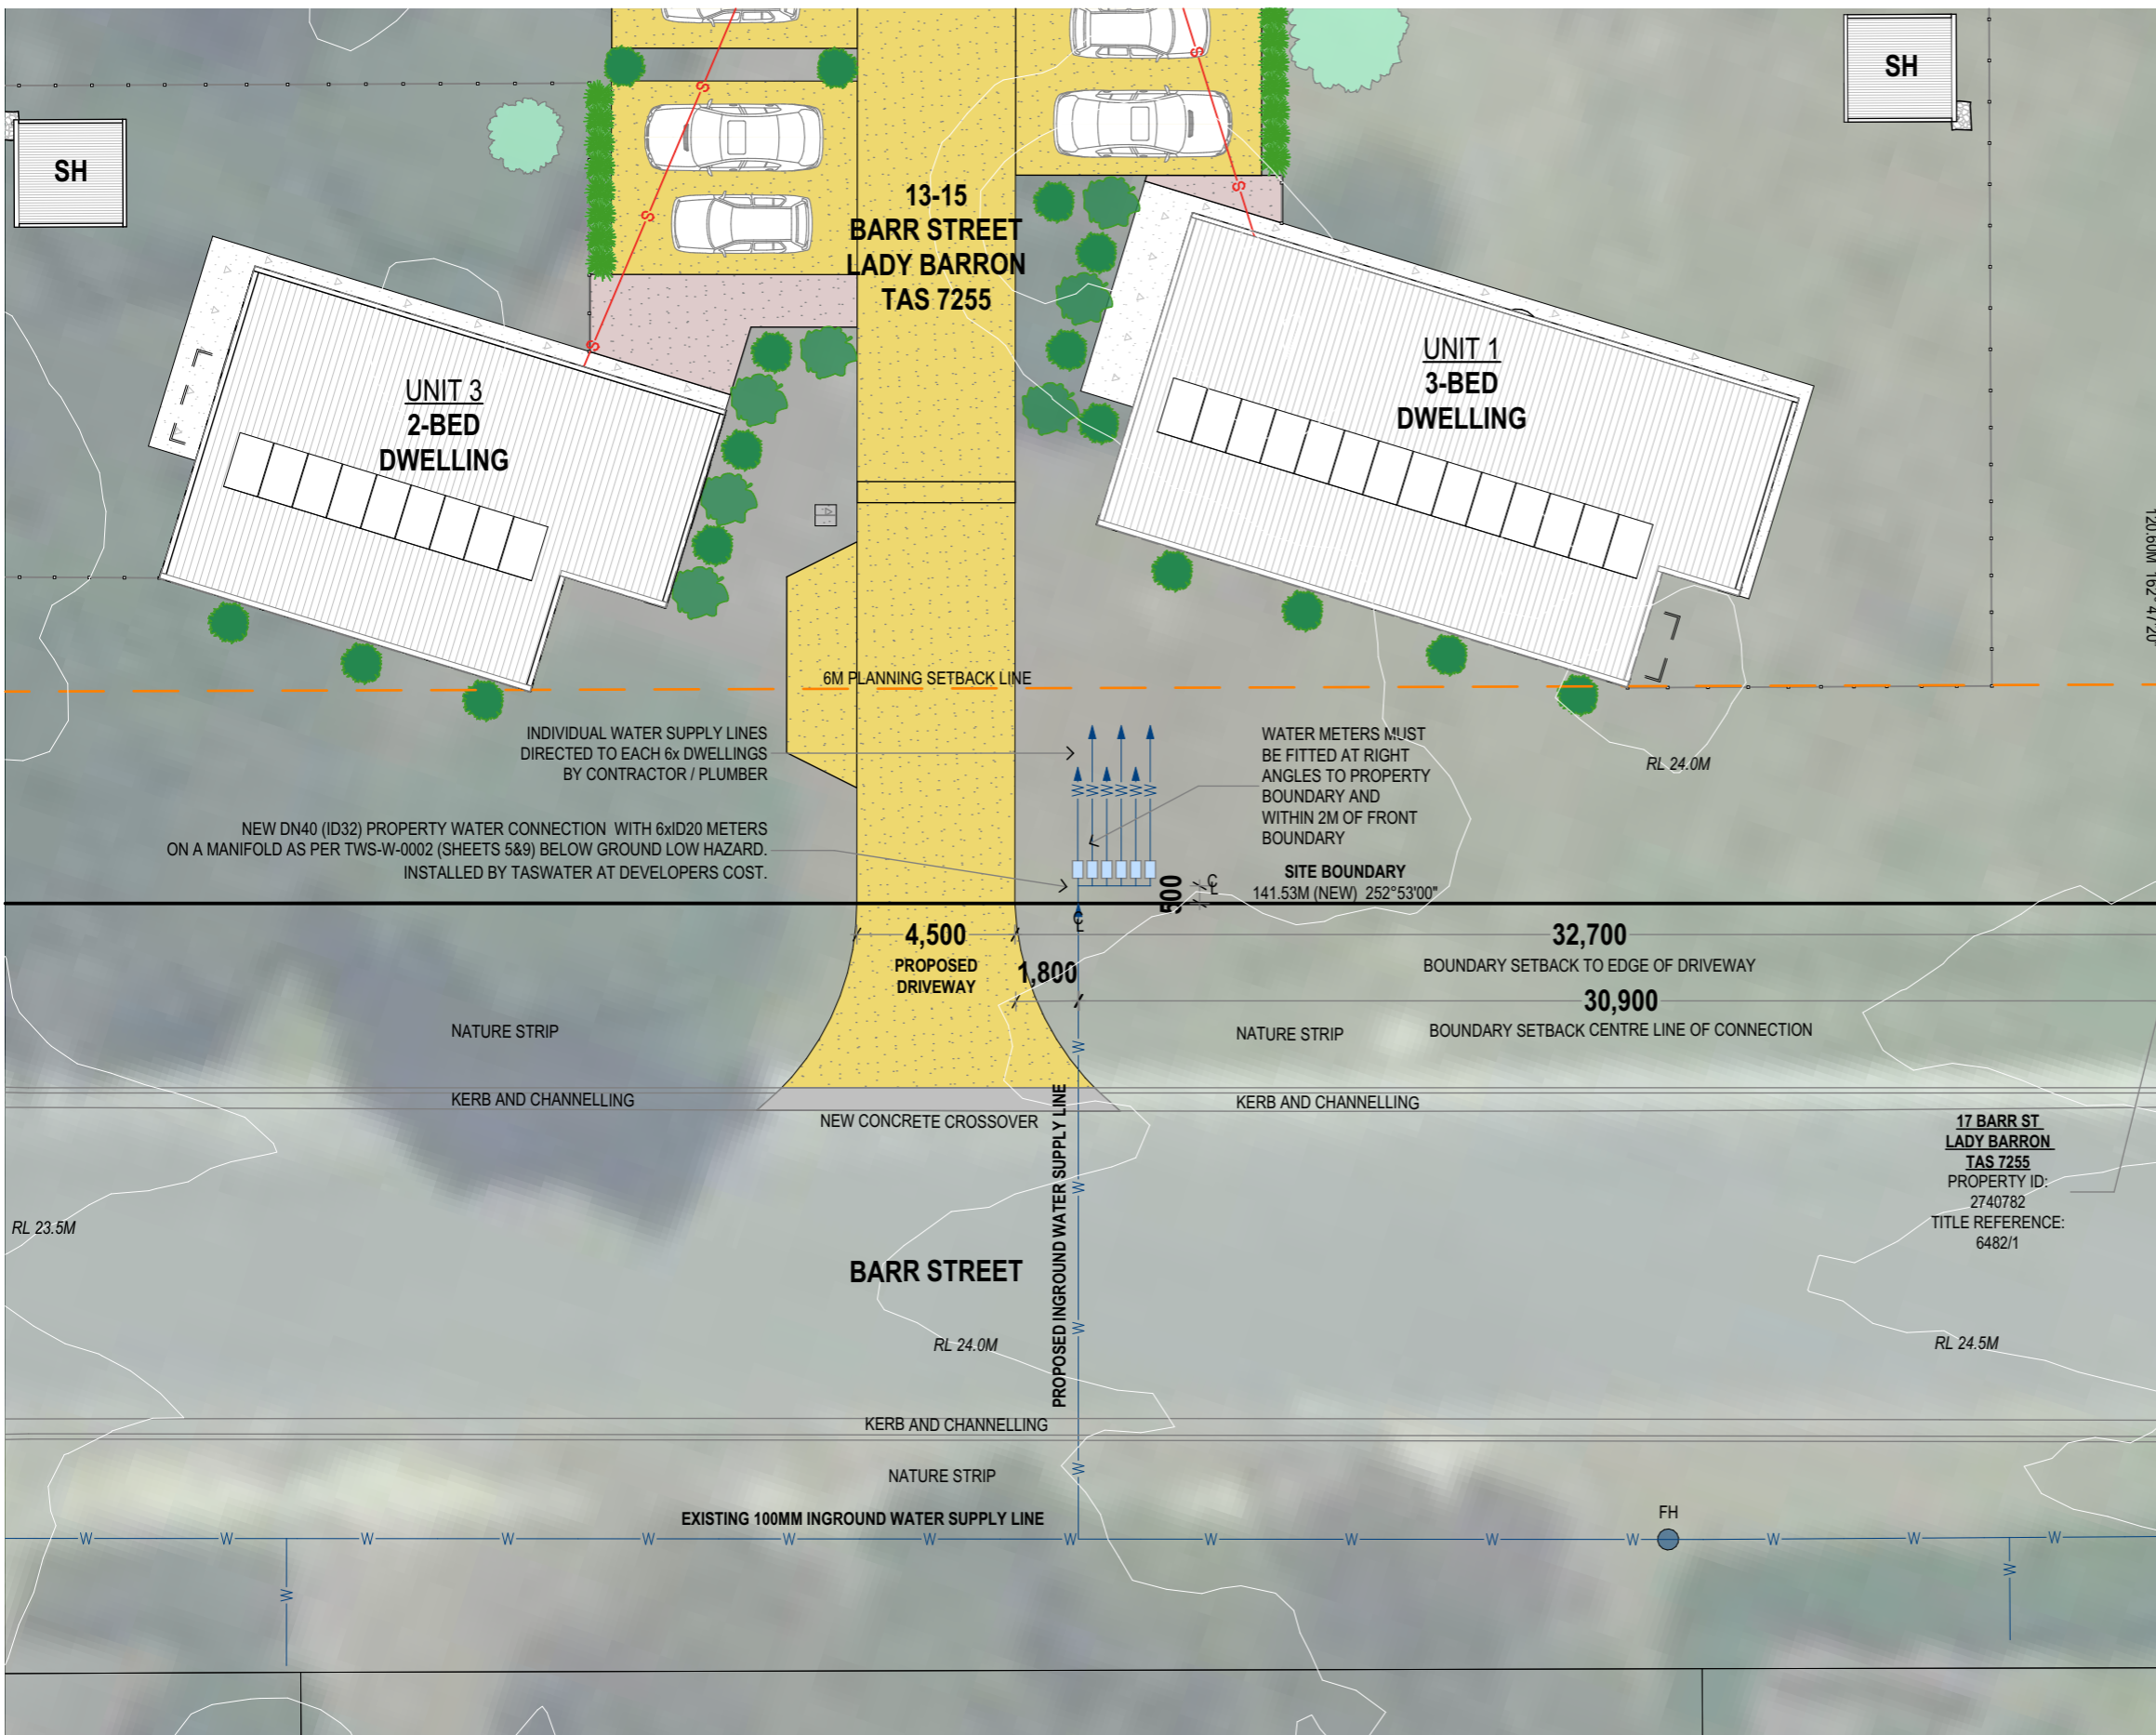 SH
SH
13-15
BARR STREET
LADY BARRON
TAS 7255
S
S
S
S
S
UNIT 3
2-BED
DWELLING
UNIT 1
3-BED
DWELLING
120.60M 162°47'20"
6M PLANNING SETBACK LINE
INDIVIDUAL WATER SUPPLY LINES
DIRECTED TO EACH 6x DWELLINGS
BY CONTRACTOR / PLUMBER
WATER METERS MUST
BE FITTED AT RIGHT
ANGLES TO PROPERTY
BOUNDARY AND
WITHIN 2M OF FRONT
BOUNDARY
RL 24.0M
NEW DN40 (ID32) PROPERTY WATER CONNECTION WITH 6xID20 METERS
ON A MANIFOLD AS PER TWS-W-0002 (SHEETS 5&9) BELOW GROUND LOW HAZARD.
INSTALLED BY TASWATER AT DEVELOPERS COST.
W W W W W W
500
SITE BOUNDARY
141.53M (NEW) 252°53'00"
4,500
PROPOSED
DRIVEWAY
1,800
32,700
BOUNDARY SETBACK TO EDGE OF DRIVEWAY
30,900
BOUNDARY SETBACK CENTRE LINE OF CONNECTION
NATURE STRIP
NATURE STRIP
KERB AND CHANNELLING
KERB AND CHANNELLING
NEW CONCRETE CROSSOVER
PROPOSED INGROUND WATER SUPPLY LINE
W
W
W
W
17 BARR ST
LADY BARRON
TAS 7255
PROPERTY ID:
2740782
TITLE REFERENCE:
6482/1
RL 23.5M
BARR STREET
RL 24.0M
RL 24.5M
KERB AND CHANNELLING
NATURE STRIP
EXISTING 100MM INGROUND WATER SUPPLY LINE
FH
W W W W W W W W W W W W W W W
W
W